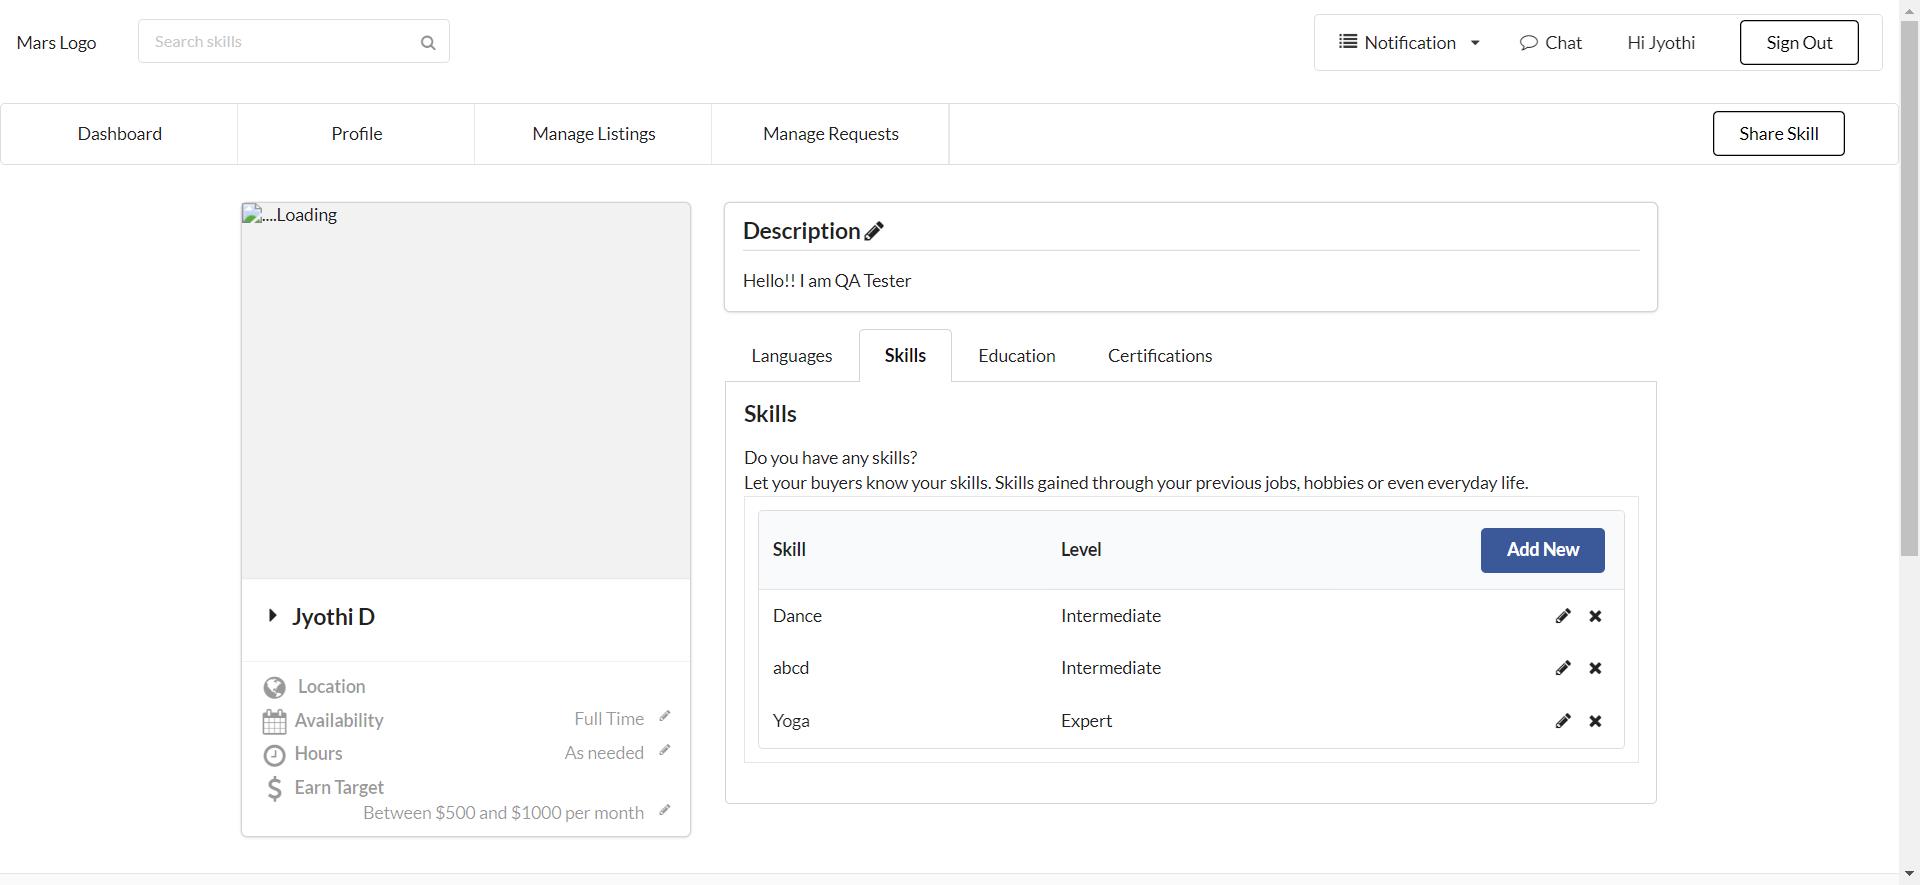 Mars Logo
Search skills
Notification
Chat
Hi Jyothi
Sign Out
Dashboard
Profile
Manage Listings
Manage Requests
Share Skill
....Loading
Jyothi D
Location
Availability
Full Time
Hours
As needed
Earn Target
Between $500 and $1000 per month
Description
Hello!! I am QA Tester
Languages
Skills
Education
Certifications
Skills
Do you have any skills?
Let your buyers know your skills. Skills gained through your previous jobs, hobbies or even everyday life.
Skill
Level
Add New
Dance
Intermediate
abcd
Intermediate
Yoga
Expert